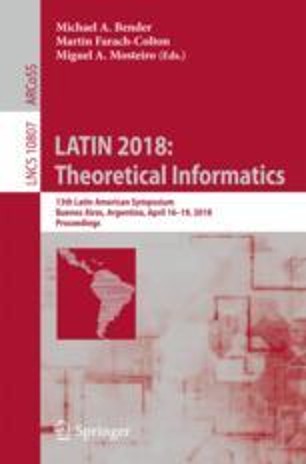 Michael A. Bender
Martín Farach-Colton
Miguel A. Mosteiro (Eds.)
LNCS 10807
ARCoSS
LATIN 2018:
Theoretical Informatics
13th Latin American Symposium
Buenos Aires, Argentina, April 16–19, 2018
Proceedings
Springer